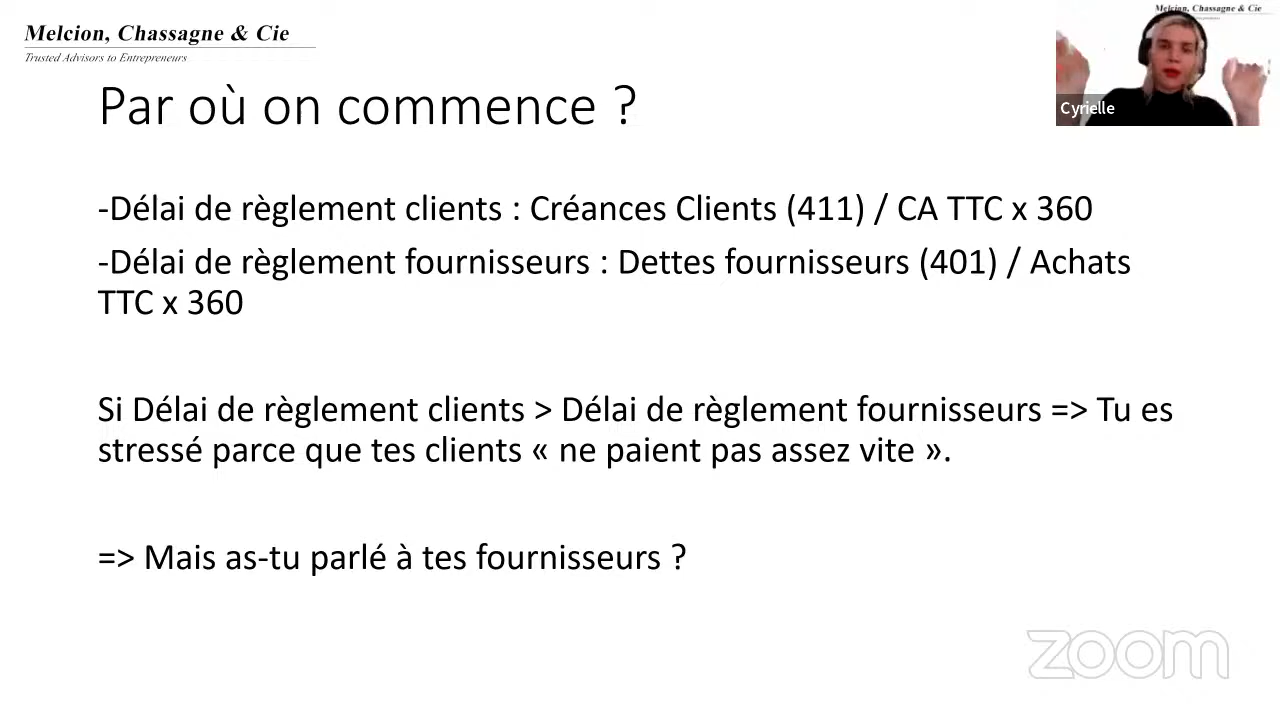 Melcion, Chassagne & Cie
Trusted Advisors to Entrepreneurs
Melcion, Chassagne & Cie
Cyrielle
Par où on commence ?
-Délai de règlement clients : Créances Clients (411) / CA TTC x 360
-Délai de règlement fournisseurs : Dettes fournisseurs (401) / Achats
TTC x 360
Si Délai de règlement clients > Délai de règlement fournisseurs => Tu es
stressé parce que tes clients « ne paient pas assez vite ».
=> Mais as-tu parlé à tes fournisseurs ?
zoom